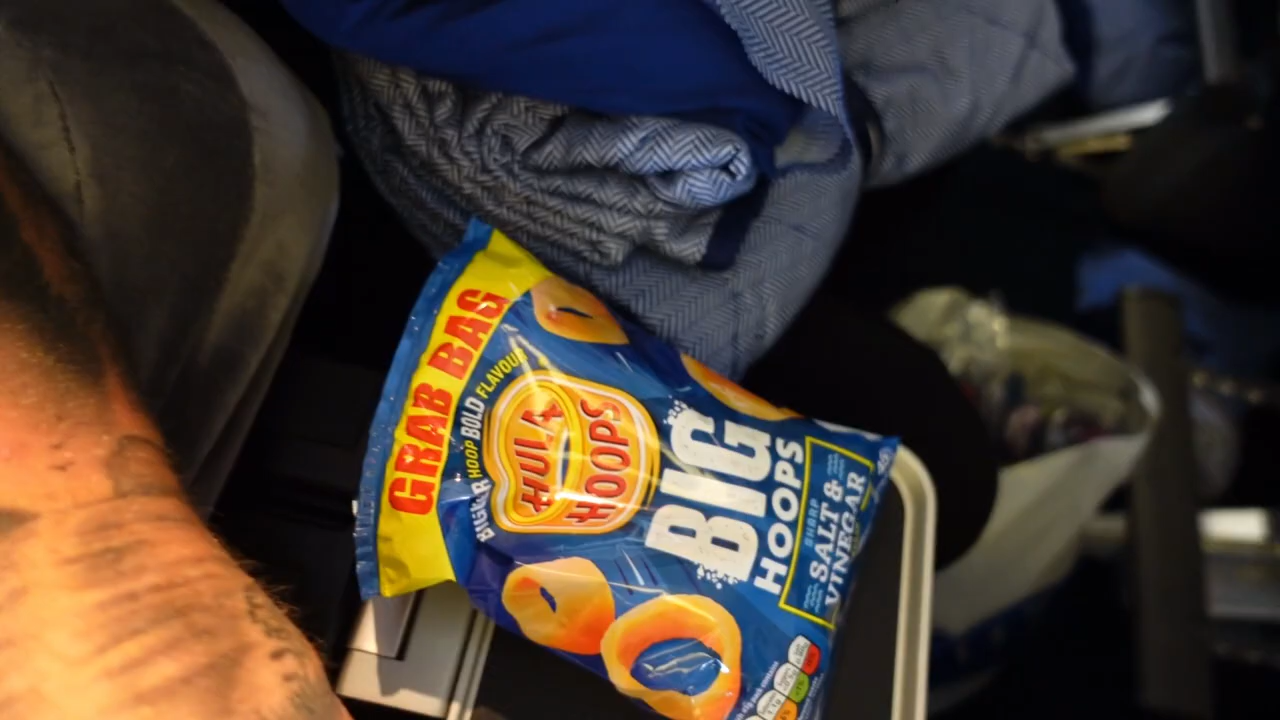 GRAB BAG
BIGGER HOOP BOLD FLAVOUR
HULA
HOOPS
BIG
HOOPS
SHARP
SALT &
VINEGAR